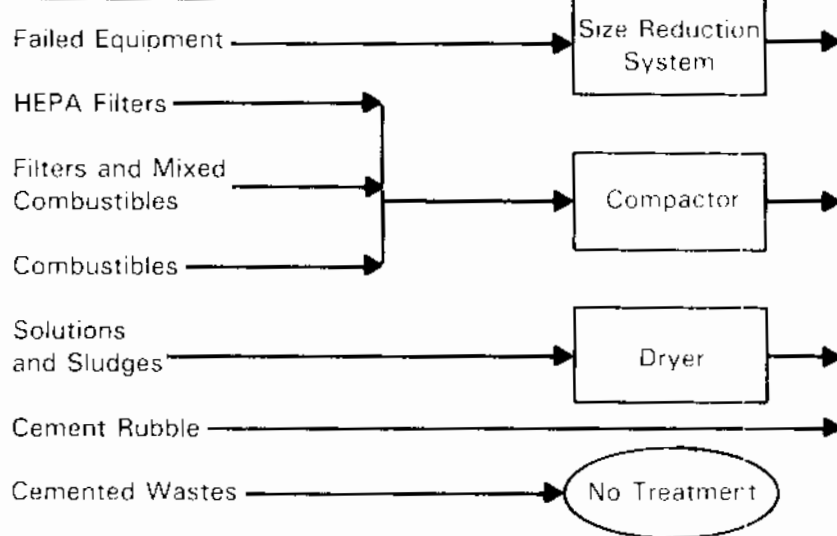 Failed Equipment
Size Reduction
System
HEPA Filters
Filters and Mixed
Combustibles
Compactor
Combustibles
Solutions
and Sludges
Dryer
Cement Rubble
Cemented Wastes
No Treatment